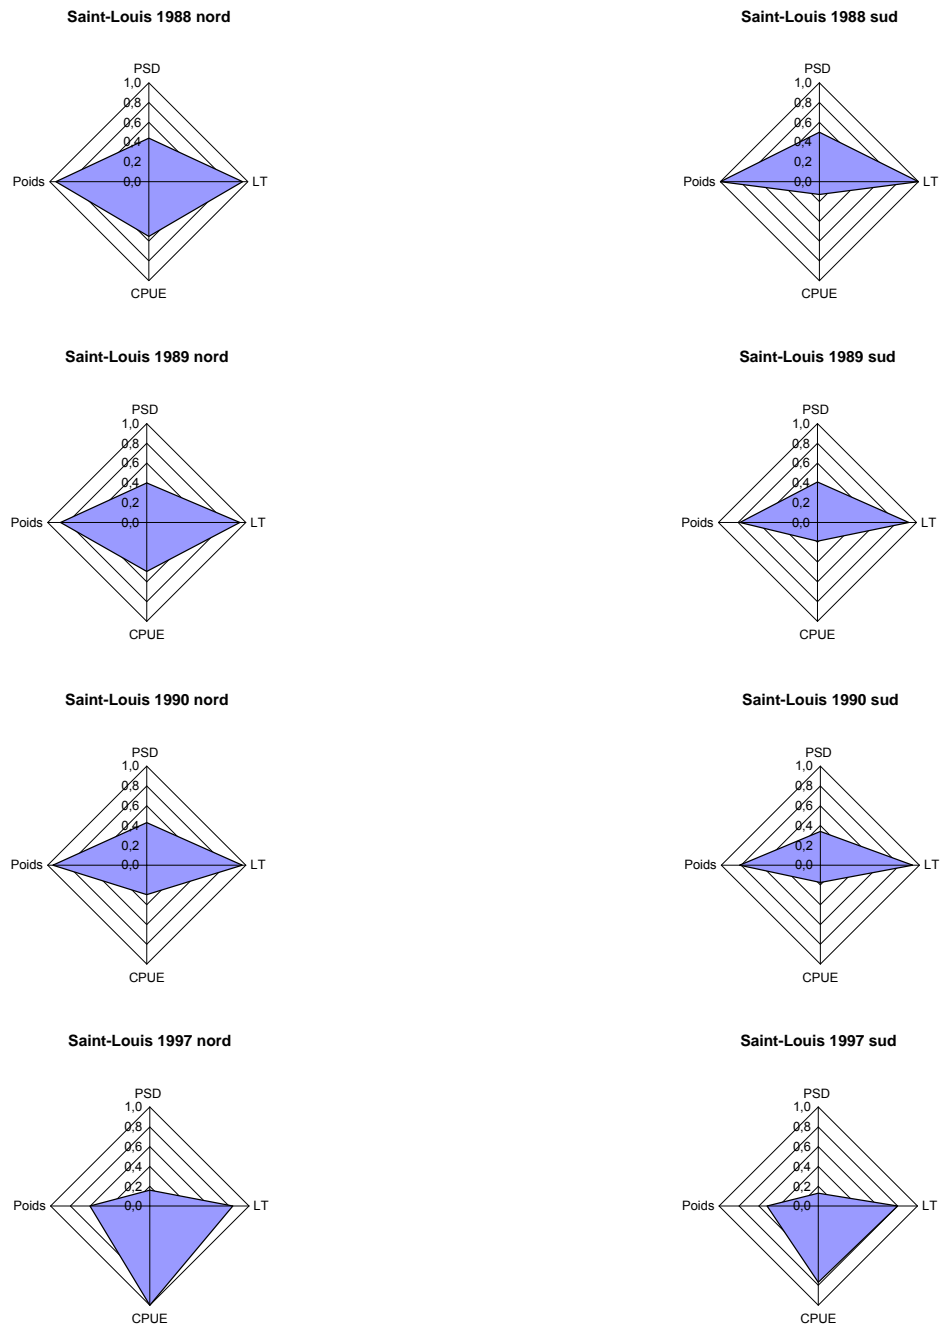 Saint-Louis 1988 nord
PSD
1,0
0,8
0,6
0,4
0,2
0,0
Poids
LT
CPUE
Saint-Louis 1988 sud
PSD
1,0
0,8
0,6
0,4
0,2
0,0
Poids
LT
CPUE
Saint-Louis 1989 nord
PSD
1,0
0,8
0,6
0,4
0,2
0,0
Poids
LT
CPUE
Saint-Louis 1989 sud
PSD
1,0
0,8
0,6
0,4
0,2
0,0
Poids
LT
CPUE
Saint-Louis 1990 nord
PSD
1,0
0,8
0,6
0,4
0,2
0,0
Poids
LT
CPUE
Saint-Louis 1990 sud
PSD
1,0
0,8
0,6
0,4
0,2
0,0
Poids
LT
CPUE
Saint-Louis 1997 nord
PSD
1,0
0,8
0,6
0,4
0,2
0,0
Poids
LT
CPUE
Saint-Louis 1997 sud
PSD
1,0
0,8
0,6
0,4
0,2
0,0
Poids
LT
CPUE